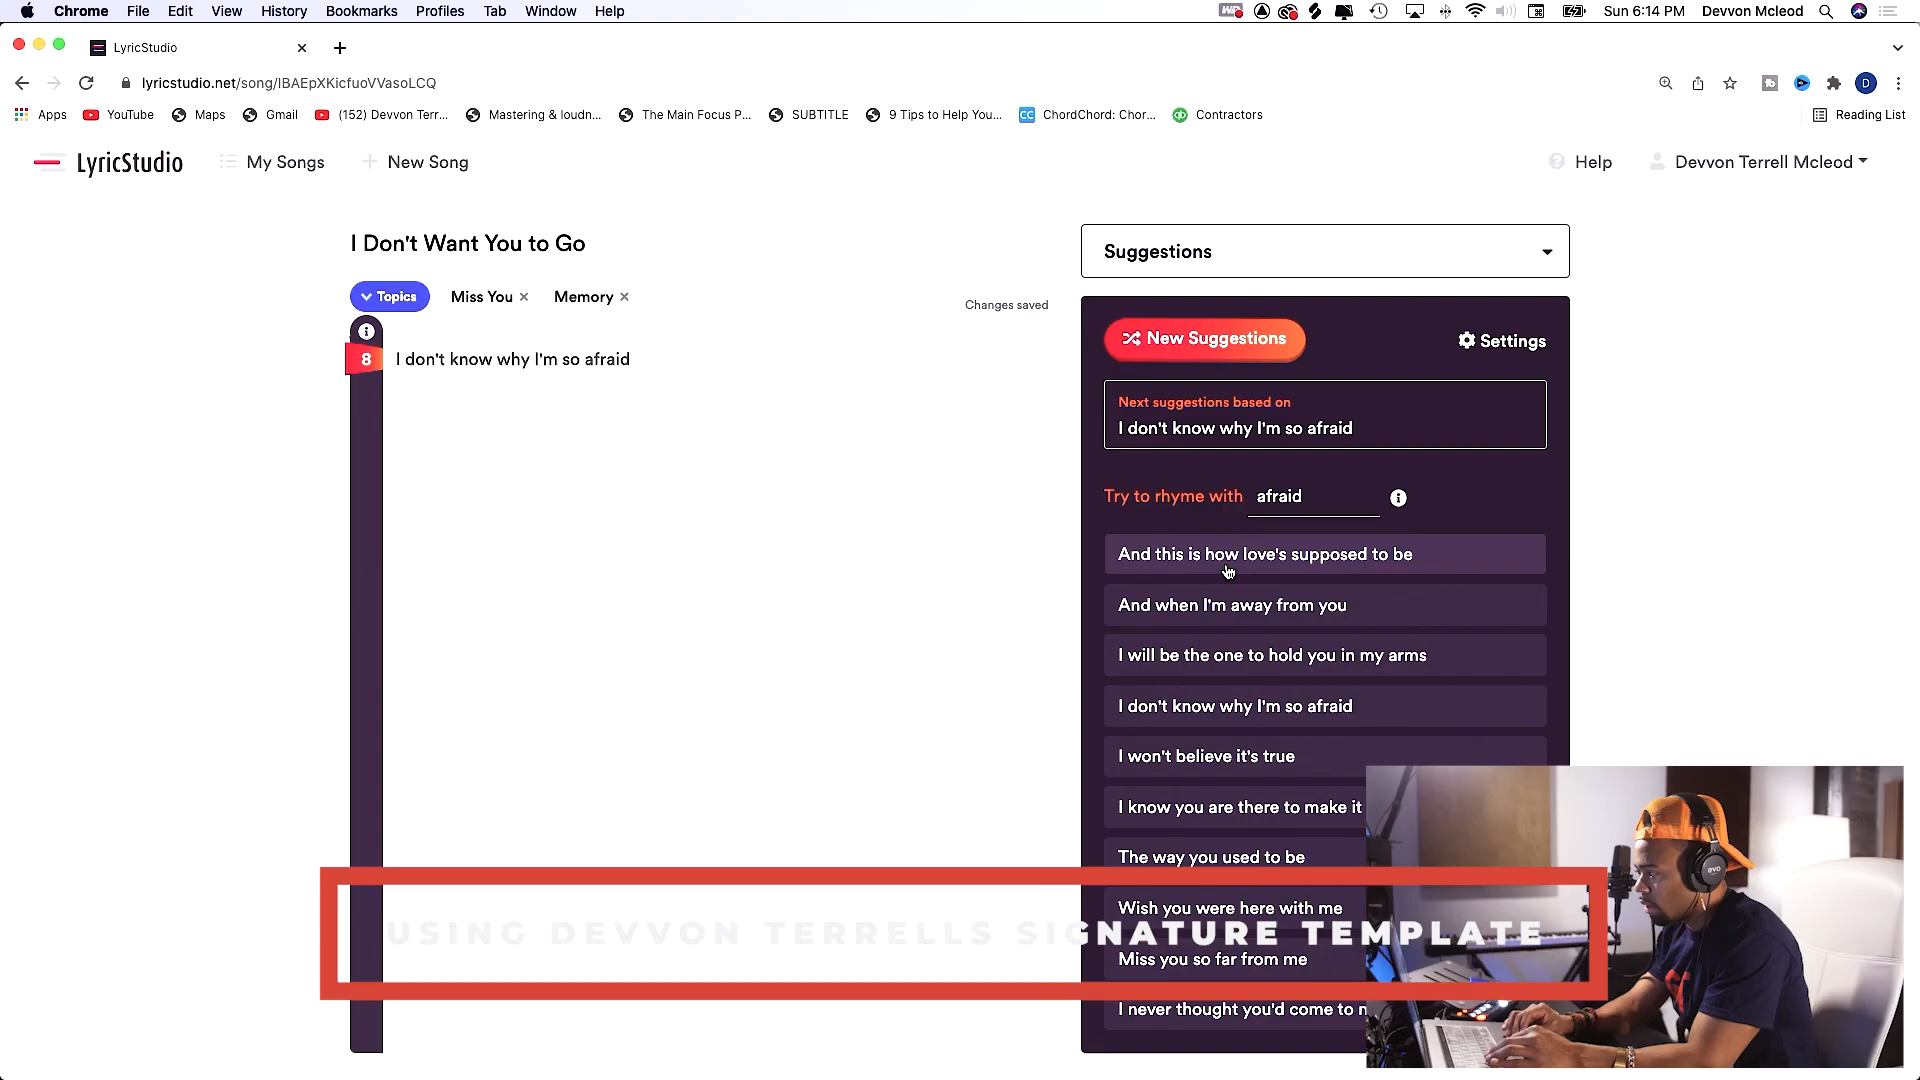 Chrome File Edit View History Bookmarks Profiles Tab Window Help
Sun 6:14 PM Devvon Mcleod
LyricStudio
lyricstudio.net/song/lBAEpXKicfuoVVasoLCQ
D
Apps YouTube Maps Gmail (152) Devvon Terr... Mastering & loudn... The Main Focus P... SUBTITLE 9 Tips to Help You... CC ChordChord: Chor... Contractors Reading List
LyricStudio My Songs New Song Help Devvon Terrell Mcleod
I Don't Want You to Go
Suggestions
Topics Miss You Memory
Changes saved
8 I don't know why I'm so afraid
New Suggestions Settings
Next suggestions based on
I don't know why I'm so afraid
Try to rhyme with afraid
And this is how love's supposed to be
And when I'm away from you
I will be the one to hold you in my arms
I don't know why I'm so afraid
I won't believe it's true
I know you are there to make it
The way you used to be
Wish you were here with me
USING DEVVON TERRELLS SIGNATURE TEMPLATE
Miss you so far from me
I never thought you'd come to
evo